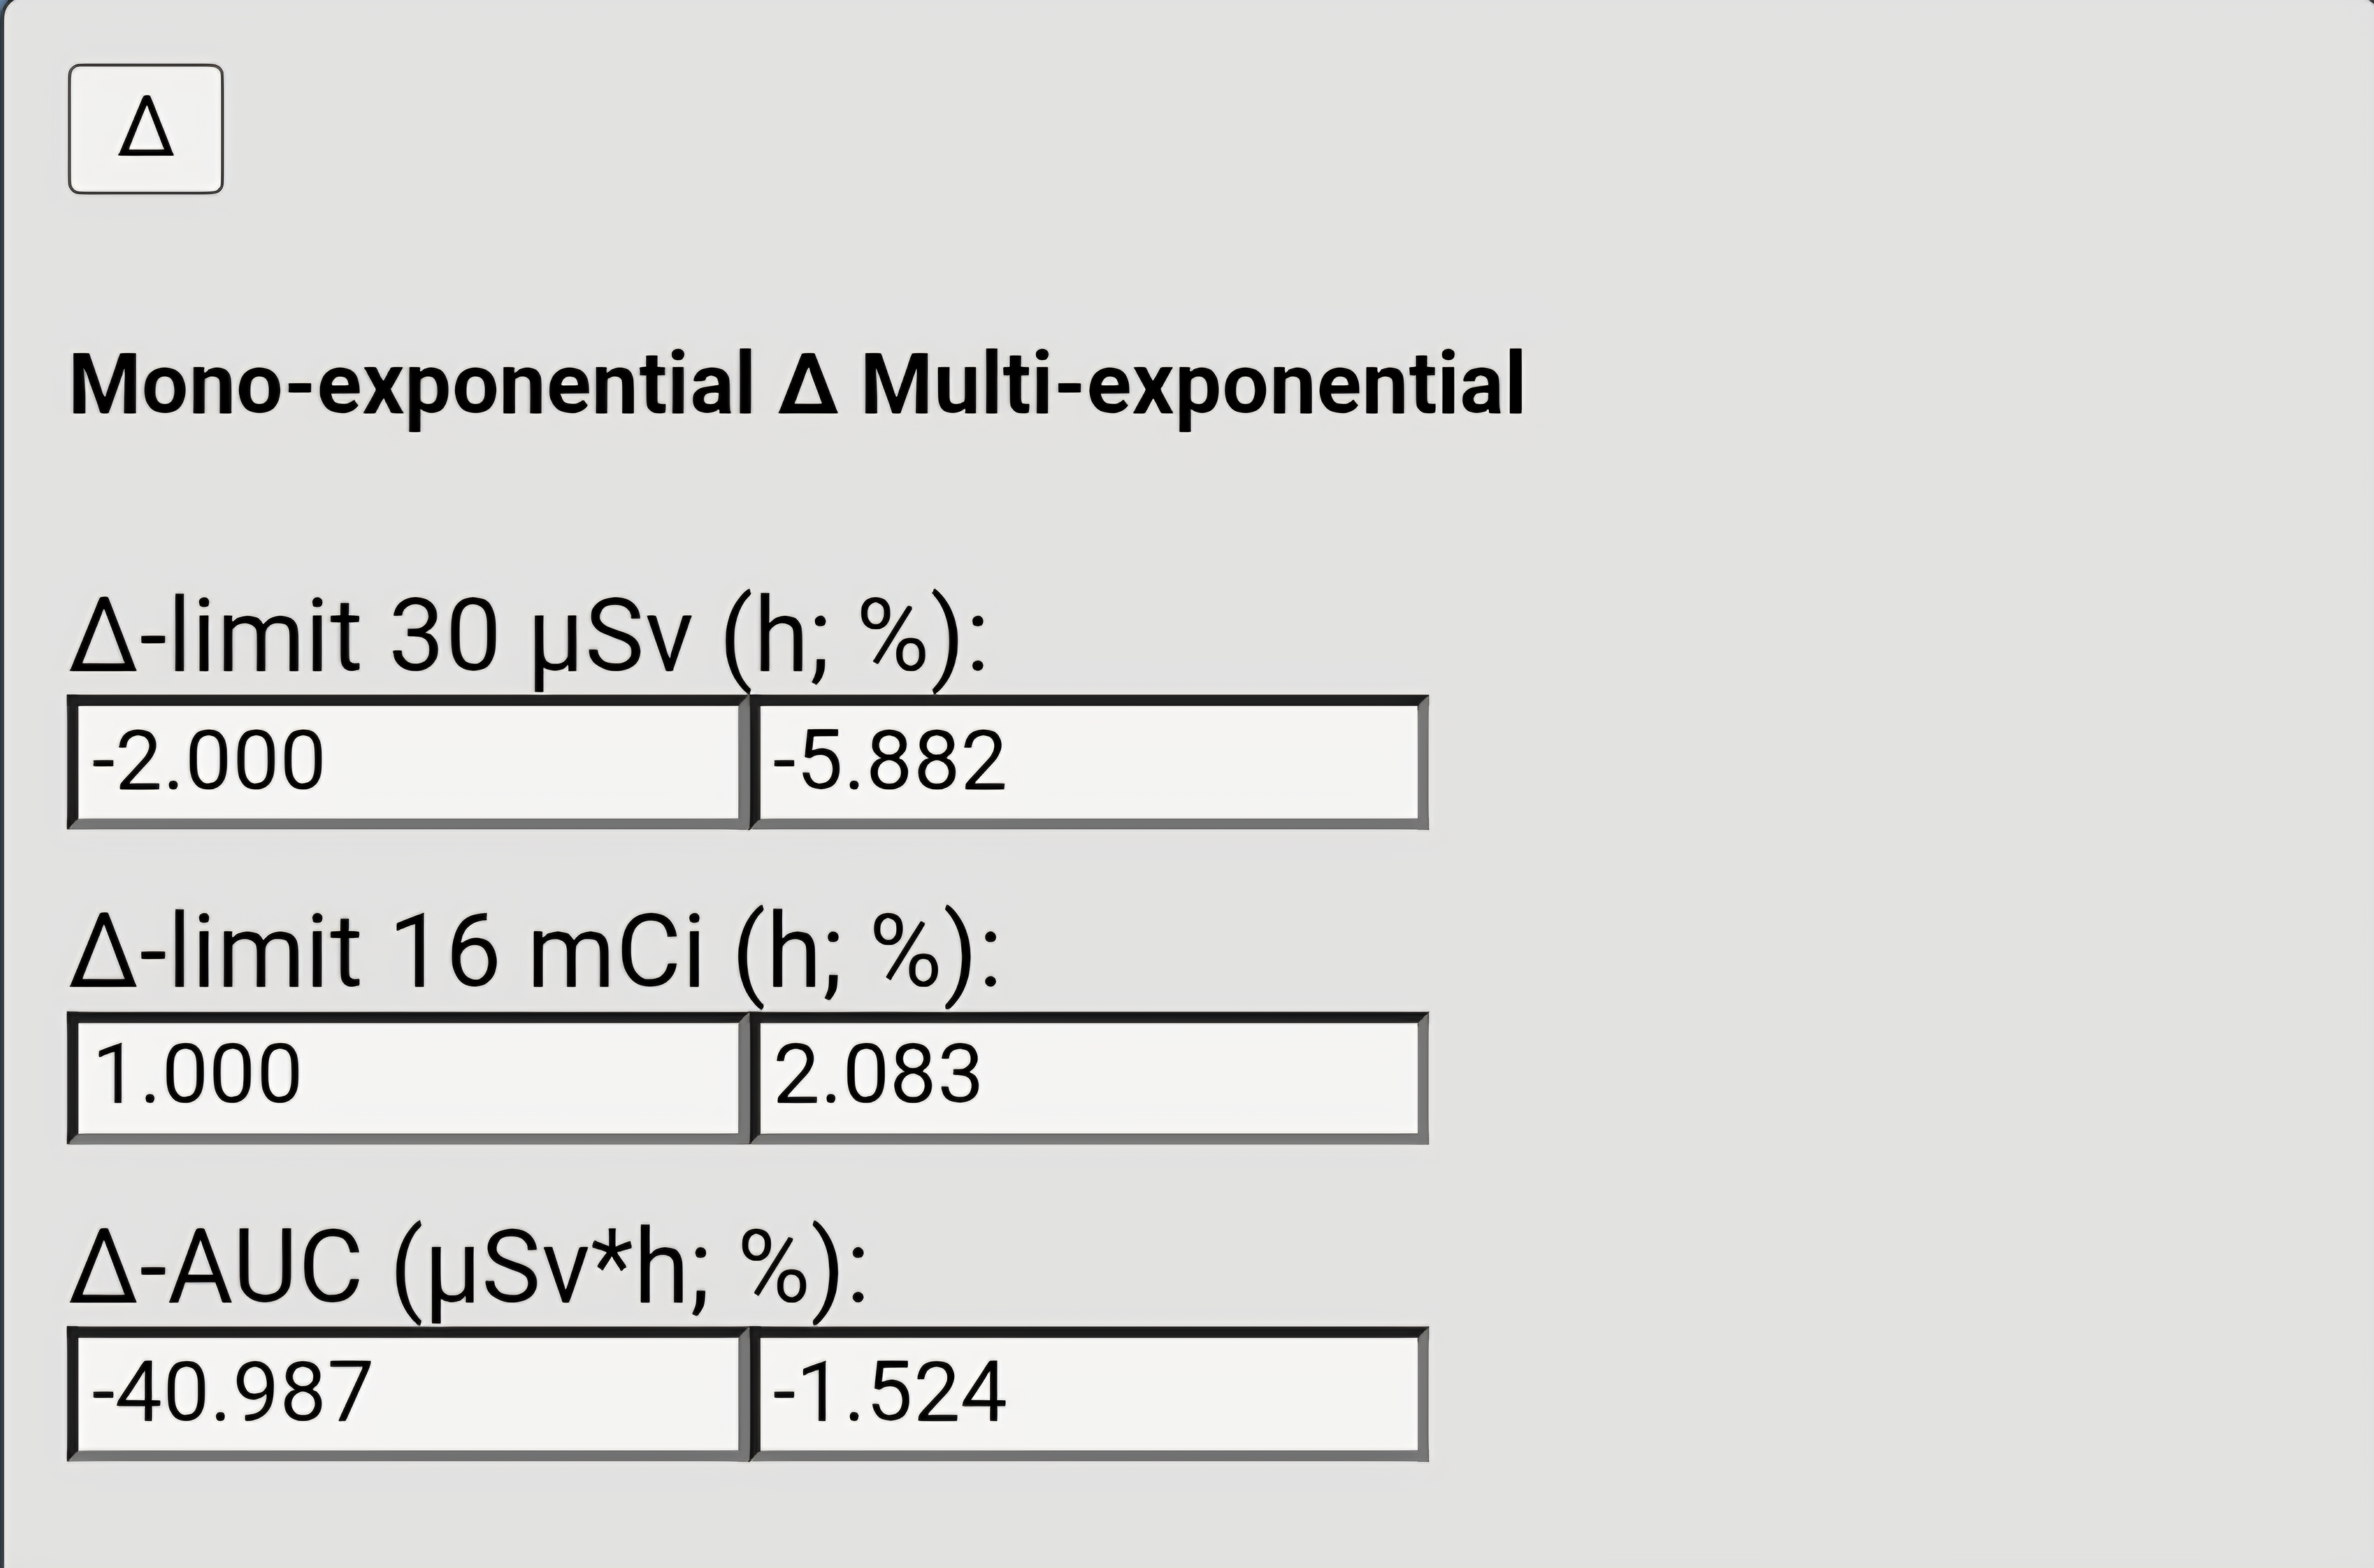 Δ
Mono-exponential Δ Multi-exponential
Δ-limit 30 µSv (h; %):
-2.000 -5.882
Δ-limit 16 mCi (h; %):
1.000 2.083
Δ-AUC (µSv*h; %):
-40.987 -1.524